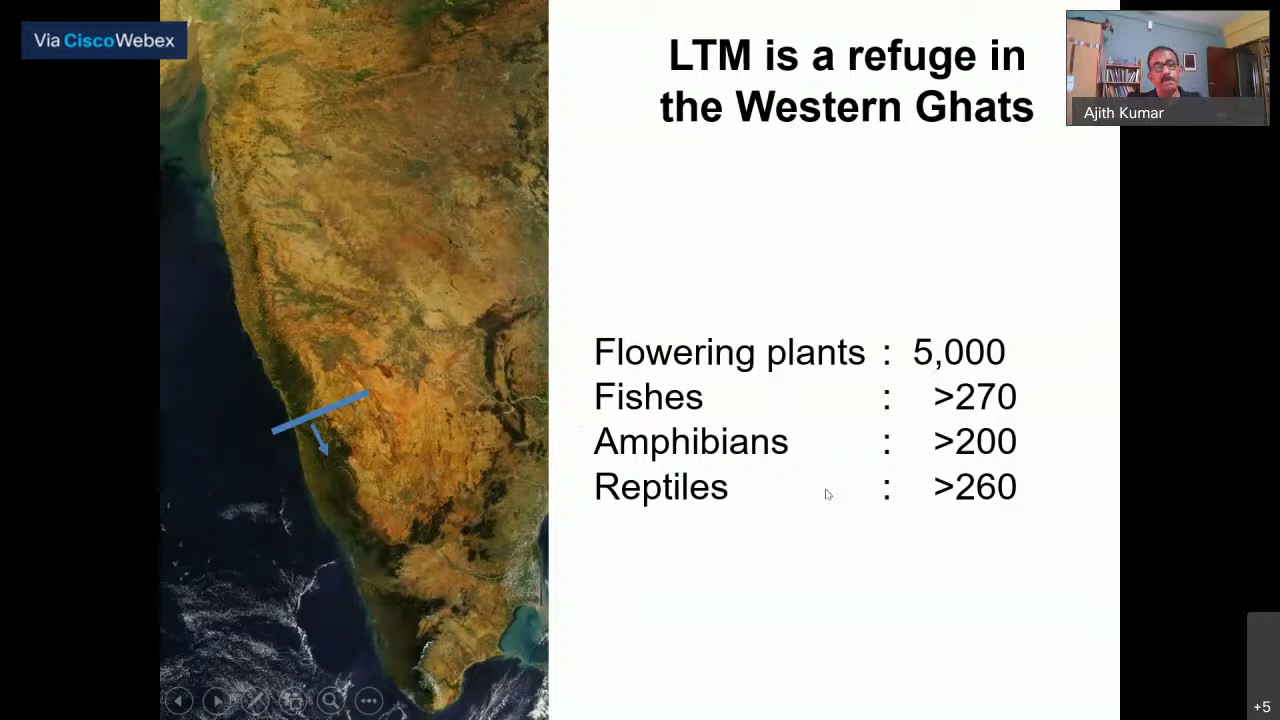 Via CiscoWebex
LTM is a refuge in
the Western Ghats
Ajith Kumar
Flowering plants : 5,000
Fishes : >270
Amphibians : >200
Reptiles : >260
+5